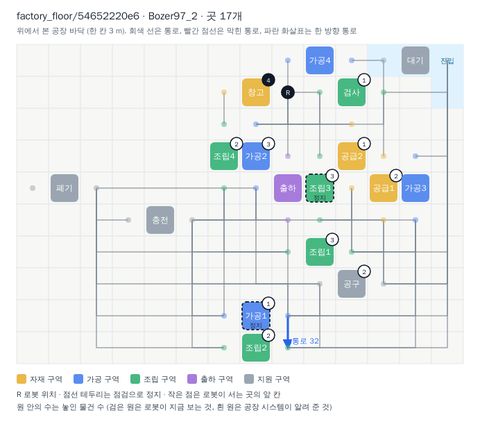 factory_floor/54652220e6 · Bozer97_2 · 곳 17개
위에서 본 공장 바닥 (한 칸 3 m). 회색 선은 통로, 빨간 점선은 막힌 통로, 파란 화살표는 한 방향 통로
가공4 대기 진입
창고 4 R 검사 1
조립4 2 가공2 3 공급2 1
폐기 출하 조립3 3 정지 공급1 2 가공3
충전
조립1 3
공구 2
가공1 1 정지
통로 32
조립2 2
자재 구역 가공 구역 조립 구역 출하 구역 지원 구역
R 로봇 위치 · 점선 테두리는 점검으로 정지 · 작은 점은 로봇이 서는 곳의 앞 칸
원 안의 수는 놓인 물건 수 (검은 원은 로봇이 지금 보는 것, 흰 원은 공장 시스템이 알려 준 것)